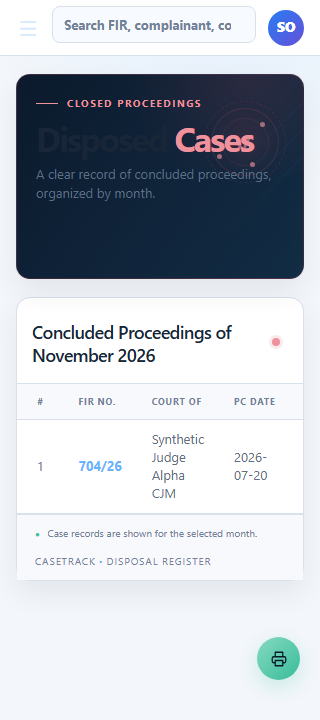 Search FIR, complainant, co
SO
CLOSED PROCEEDINGS
Disposed Cases
A clear record of concluded proceedings,
organized by month.
Concluded Proceedings of
November 2026
# FIR NO. COURT OF PC DATE
1 704/26 Synthetic Judge Alpha CJM 2026-07-20
Case records are shown for the selected month.
CASETRACK • DISPOSAL REGISTER